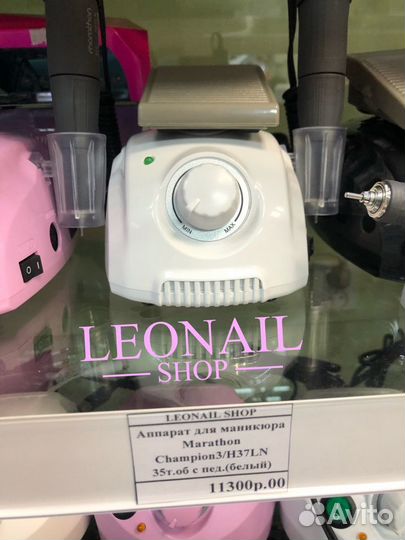 marathon
MIN
MAX
LEONAIL
SHOP
LEONAIL SHOP
Аппарат для маникюра
Marathon
Champion3/H37LN
35т.об с пед.(белый)
11300р.00
Avito